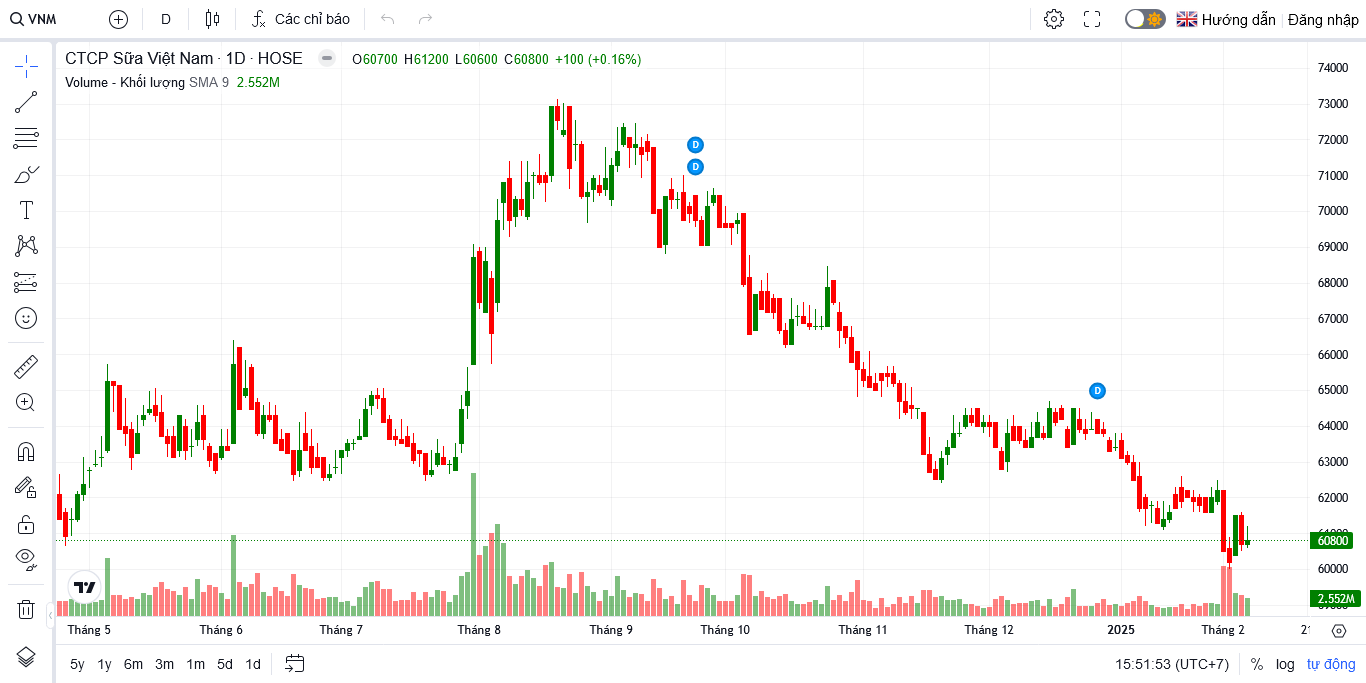 VNM D Các chỉ báo Hướng dẫn Đăng nhập
CTCP Sữa Việt Nam · 1D · HOSE O60700 H61200 L60600 C60800 +100 (+0.16%)
Volume - Khối lượng SMA 9 2.552M
74000
73000
72000
D
D
71000
70000
69000
68000
67000
66000
65000
D
64000
63000
62000
60800
60000
2.552M
Tháng 5 Tháng 6 Tháng 7 Tháng 8 Tháng 9 Tháng 10 Tháng 11 Tháng 12 2025 Tháng 2
5y 1y 6m 3m 1m 5d 1d 15:51:53 (UTC+7) % log tự động